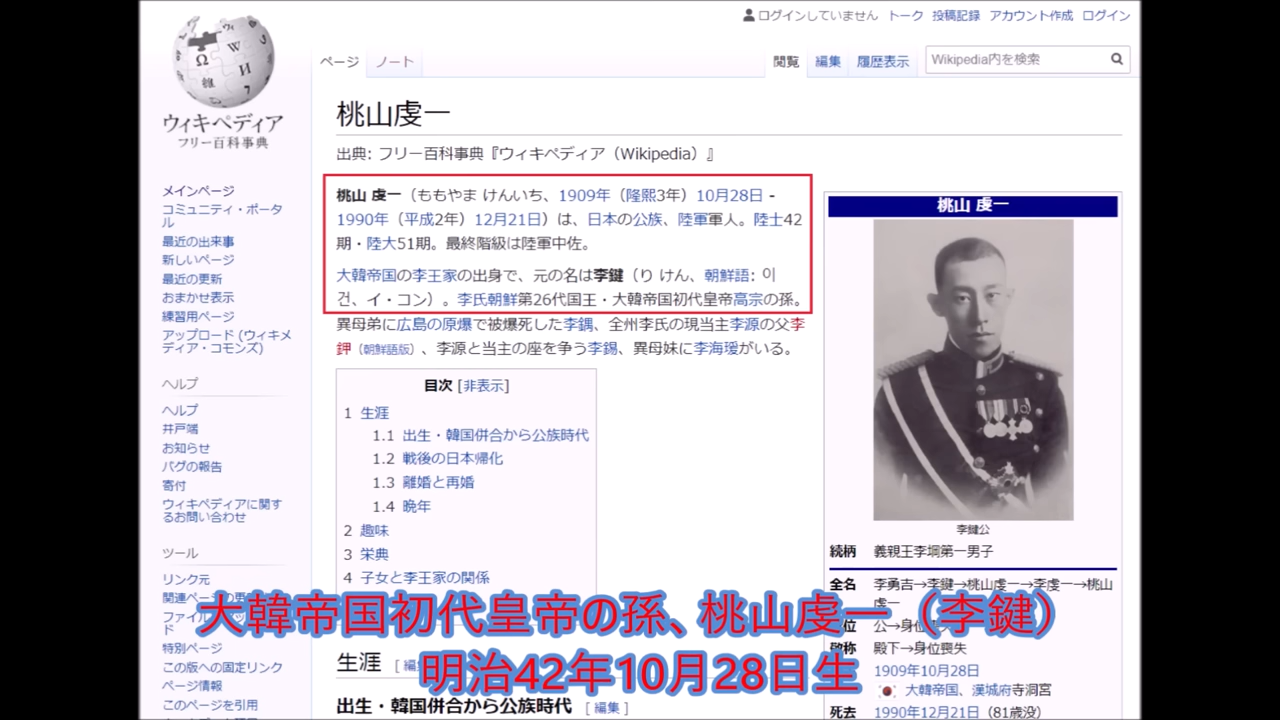 ログインしていません トーク 投稿記録 アカウント作成 ログイン
ページ ノート 閲覧 編集 履歴表示 Wikipedia内を検索
ウィキペディア
フリー百科事典
メインページ
コミュニティ・ポータ
ル
最近の出来事
新しいページ
最近の更新
おまかせ表示
練習用ページ
アップロード (ウィキメ
ディア・コモンズ)
ヘルプ
ヘルプ
井戸端
お知らせ
バグの報告
寄付
ウィキペディアに関す
るお問い合わせ
ツール
リンク元
関連ページの更
ファイ
ド
特別ページ
この版への固定リンク
ページ情報
このページを引用
桃山虔一
出典: フリー百科事典『ウィキペディア（Wikipedia）』
桃山 虔一（ももやま けんいち、1909年（隆熙3年）10月28日 -
1990年（平成2年）12月21日）は、日本の公族、陸軍軍人。陸士42
期・陸大51期。最終階級は陸軍中佐。
大韓帝国の李王家の出身で、元の名は李鍵（り けん、朝鮮語: 이
건、イ・コン）。李氏朝鮮第26代国王・大韓帝国初代皇帝高宗の孫。
異母弟に広島の原爆で被爆死した李鍝、全州李氏の現当主李源の父李
鉀（朝鮮語版）、李源と当主の座を争う李錫、異母妹に李海瑗がいる。
目次 [非表示]
1 生涯
1.1 出生・韓国併合から公族時代
1.2 戦後の日本帰化
1.3 離婚と再婚
1.4 晩年
2 趣味
3 栄典
4 子女と李王家の関係
生涯 [編
出生・韓国併合から公族時代 [編集]
桃山 虔一
李鍵公
続柄 義親王李堈第一男子
全名 李勇吉→李鍵→桃山虔一→李虔一→桃山
虔一
位 公→身位
敬称 殿下→身位喪失
1909年10月28日
大韓帝国、漢城府寺洞宮
死去 1990年12月21日（81歳没）
大韓帝国初代皇帝の孫、桃山虔一（李鍵）
明治42年10月28日生